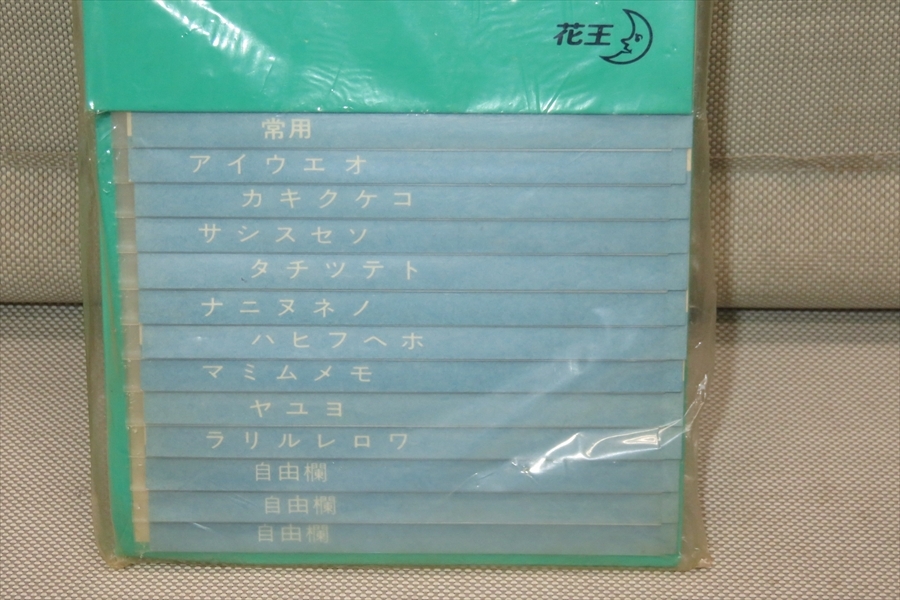 花王
常用
アイウエオ
カキクケコ
サシスセソ
タチツテト
ナニヌネノ
ハヒフヘホ
マミムメモ
ヤユヨ
ラリルレロワ
自由欄
自由欄
自由欄